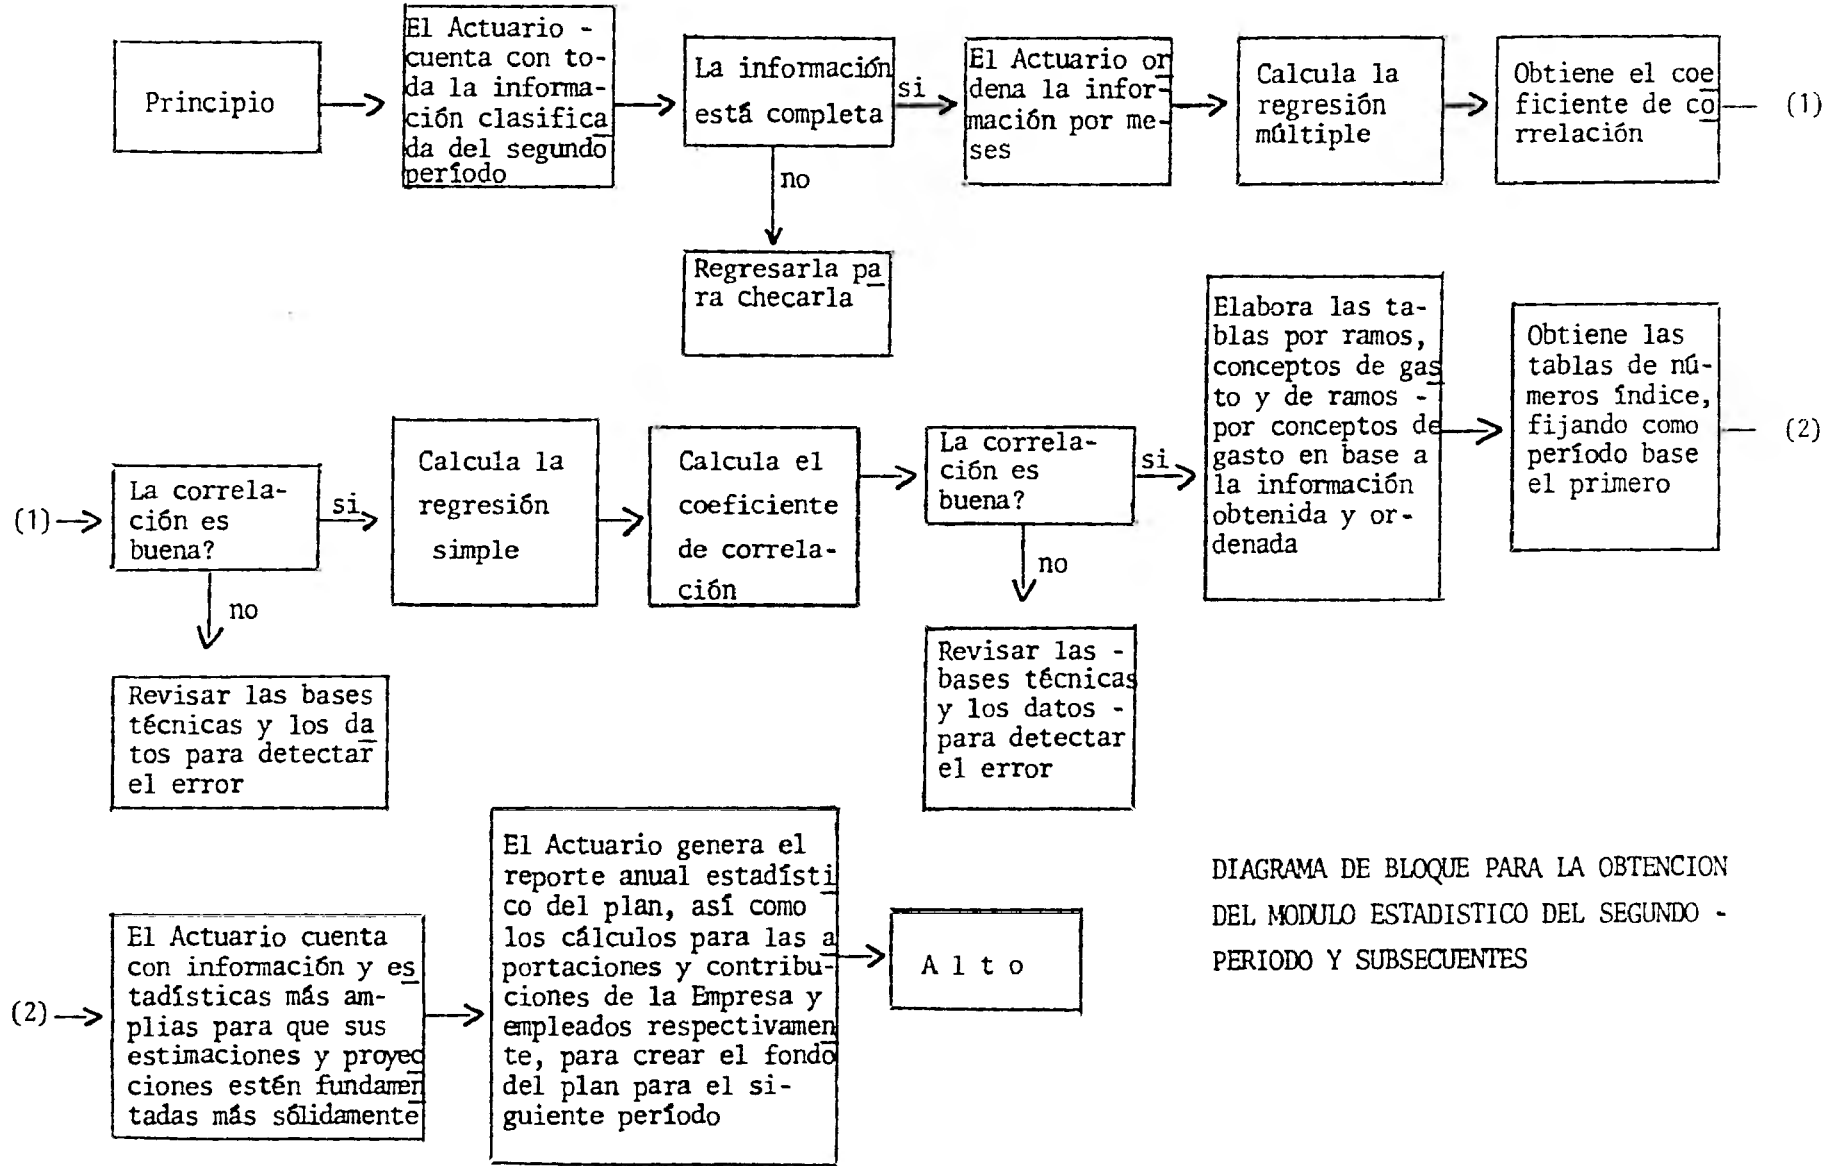 Principio
El Actuario -
cuenta con to-
da la informa-
ción clasifica
da del segundo
período
La información
está completa
si
no
Regresarla pa
ra checarla
El Actuario or
dena la infor-
mación por me-
ses
Calcula la
regresión
múltiple
Obtiene el coe
ficiente de co
rrelación
(1)
(1)
La correla-
ción es
buena?
si
no
Revisar las bases
técnicas y los da
tos para detectar
el error
Calcula la
regresión
simple
Calcula el
coeficiente
de correla-
ción
La correla-
ción es
buena?
si
no
Revisar las -
bases técnicas
y los datos -
para detectar
el error
Elabora las ta-
blas por ramos,
conceptos de gas
to y de ramos -
por conceptos de
gasto en base a
la información
obtenida y or-
denada
Obtiene las
tablas de nú-
meros índice,
fijando como
período base
el primero
(2)
(2)
El Actuario cuenta
con información y es
tadísticas más am-
plias para que sus
estimaciones y proyec
ciones estén fundamen
tadas más sólidamente
El Actuario genera el
reporte anual estadísti
co del plan, así como
los cálculos para las a
portaciones y contribu-
ciones de la Empresa y
empleados respectivamen
te, para crear el fondo
del plan para el si-
guiente período
A l t o
DIAGRAMA DE BLOQUE PARA LA OBTENCION
DEL MODULO ESTADISTICO DEL SEGUNDO -
PERIODO Y SUBSECUENTES